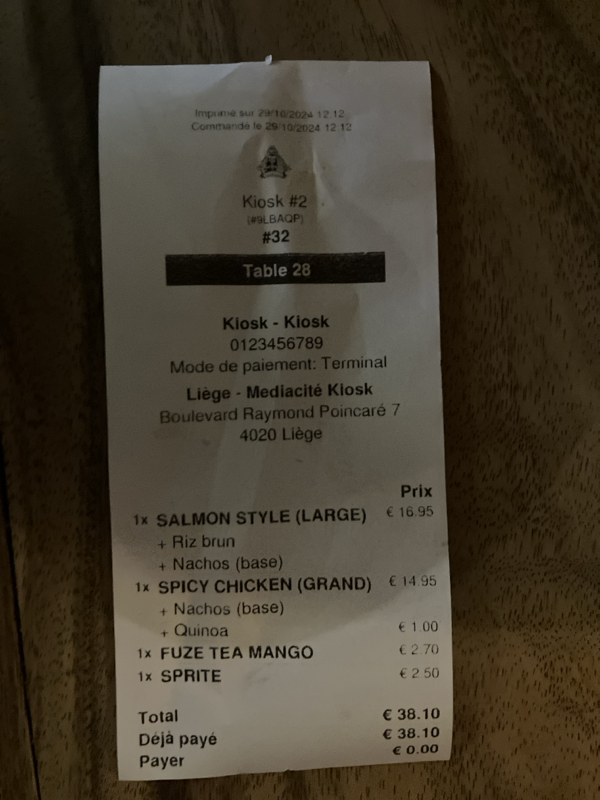 Imprimé sur 29/10/2024 12:12
Commandé le 29/10/2024 12:12
Kiosk #2
(#9LBAQP)
#32
Table 28
Kiosk - Kiosk
0123456789
Mode de paiement: Terminal
Liège - Mediacité Kiosk
Boulevard Raymond Poincaré 7
4020 Liège
Prix
1x SALMON STYLE (LARGE) € 16.95
+ Riz brun
+ Nachos (base)
1x SPICY CHICKEN (GRAND) € 14.95
+ Nachos (base)
+ Quinoa € 1.00
1x FUZE TEA MANGO € 2.70
1x SPRITE € 2.50
Total € 38.10
Déjà payé € 38.10
Payer € 0.00